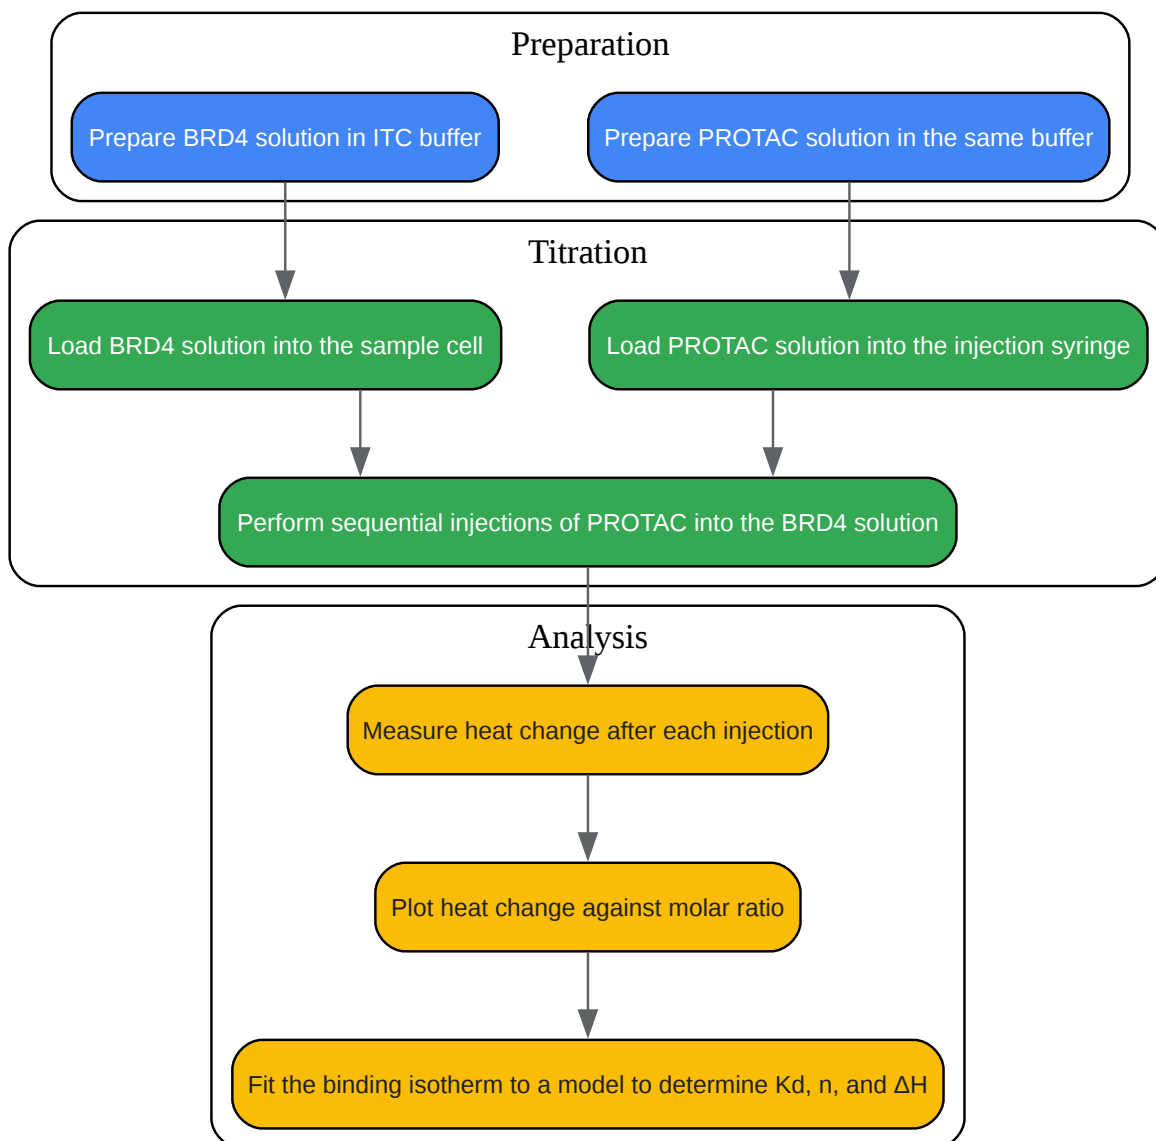 Preparation
Prepare BRD4 solution in ITC buffer
Prepare PROTAC solution in the same buffer
Titration
Load BRD4 solution into the sample cell
Load PROTAC solution into the injection syringe
Perform sequential injections of PROTAC into the BRD4 solution
Analysis
Measure heat change after each injection
Plot heat change against molar ratio
Fit the binding isotherm to a model to determine Kd, n, and ΔH